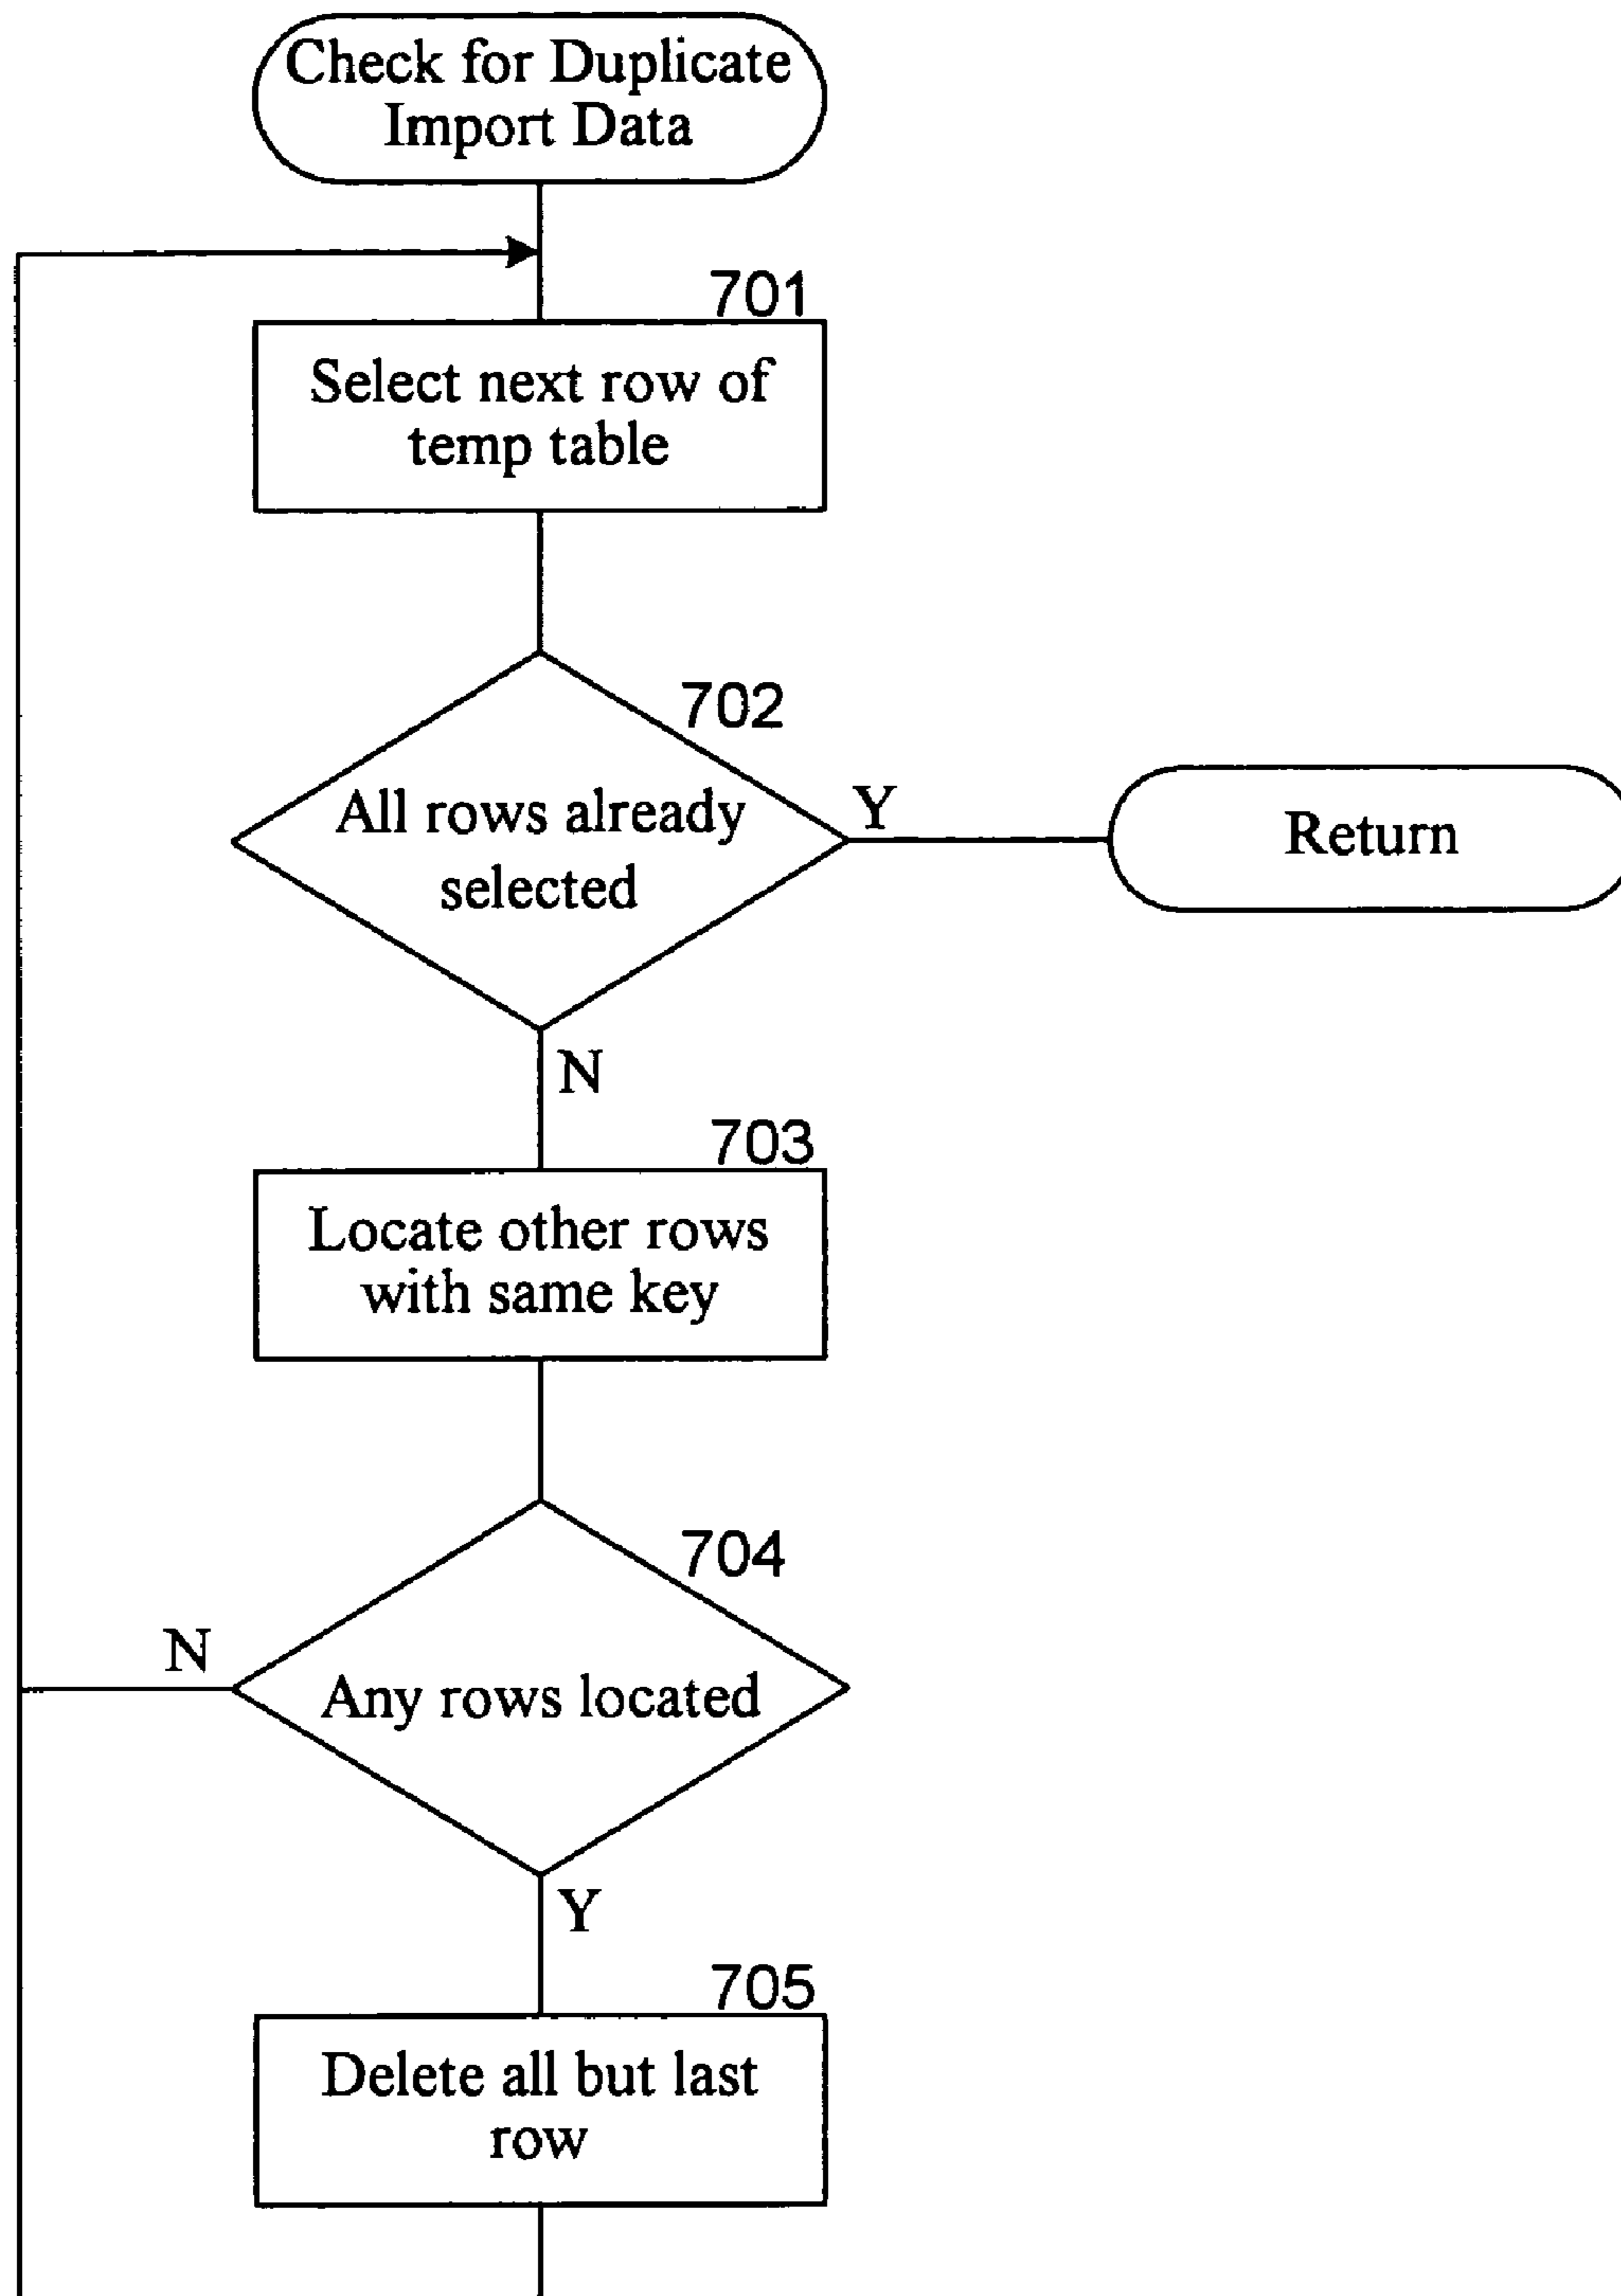 Check for Duplicate
Import Data
701
Select next row of
temp table
702
All rows already
selected
Y
Return
N
703
Locate other rows
with same key
704
N
Any rows located
Y
705
Delete all but last
row